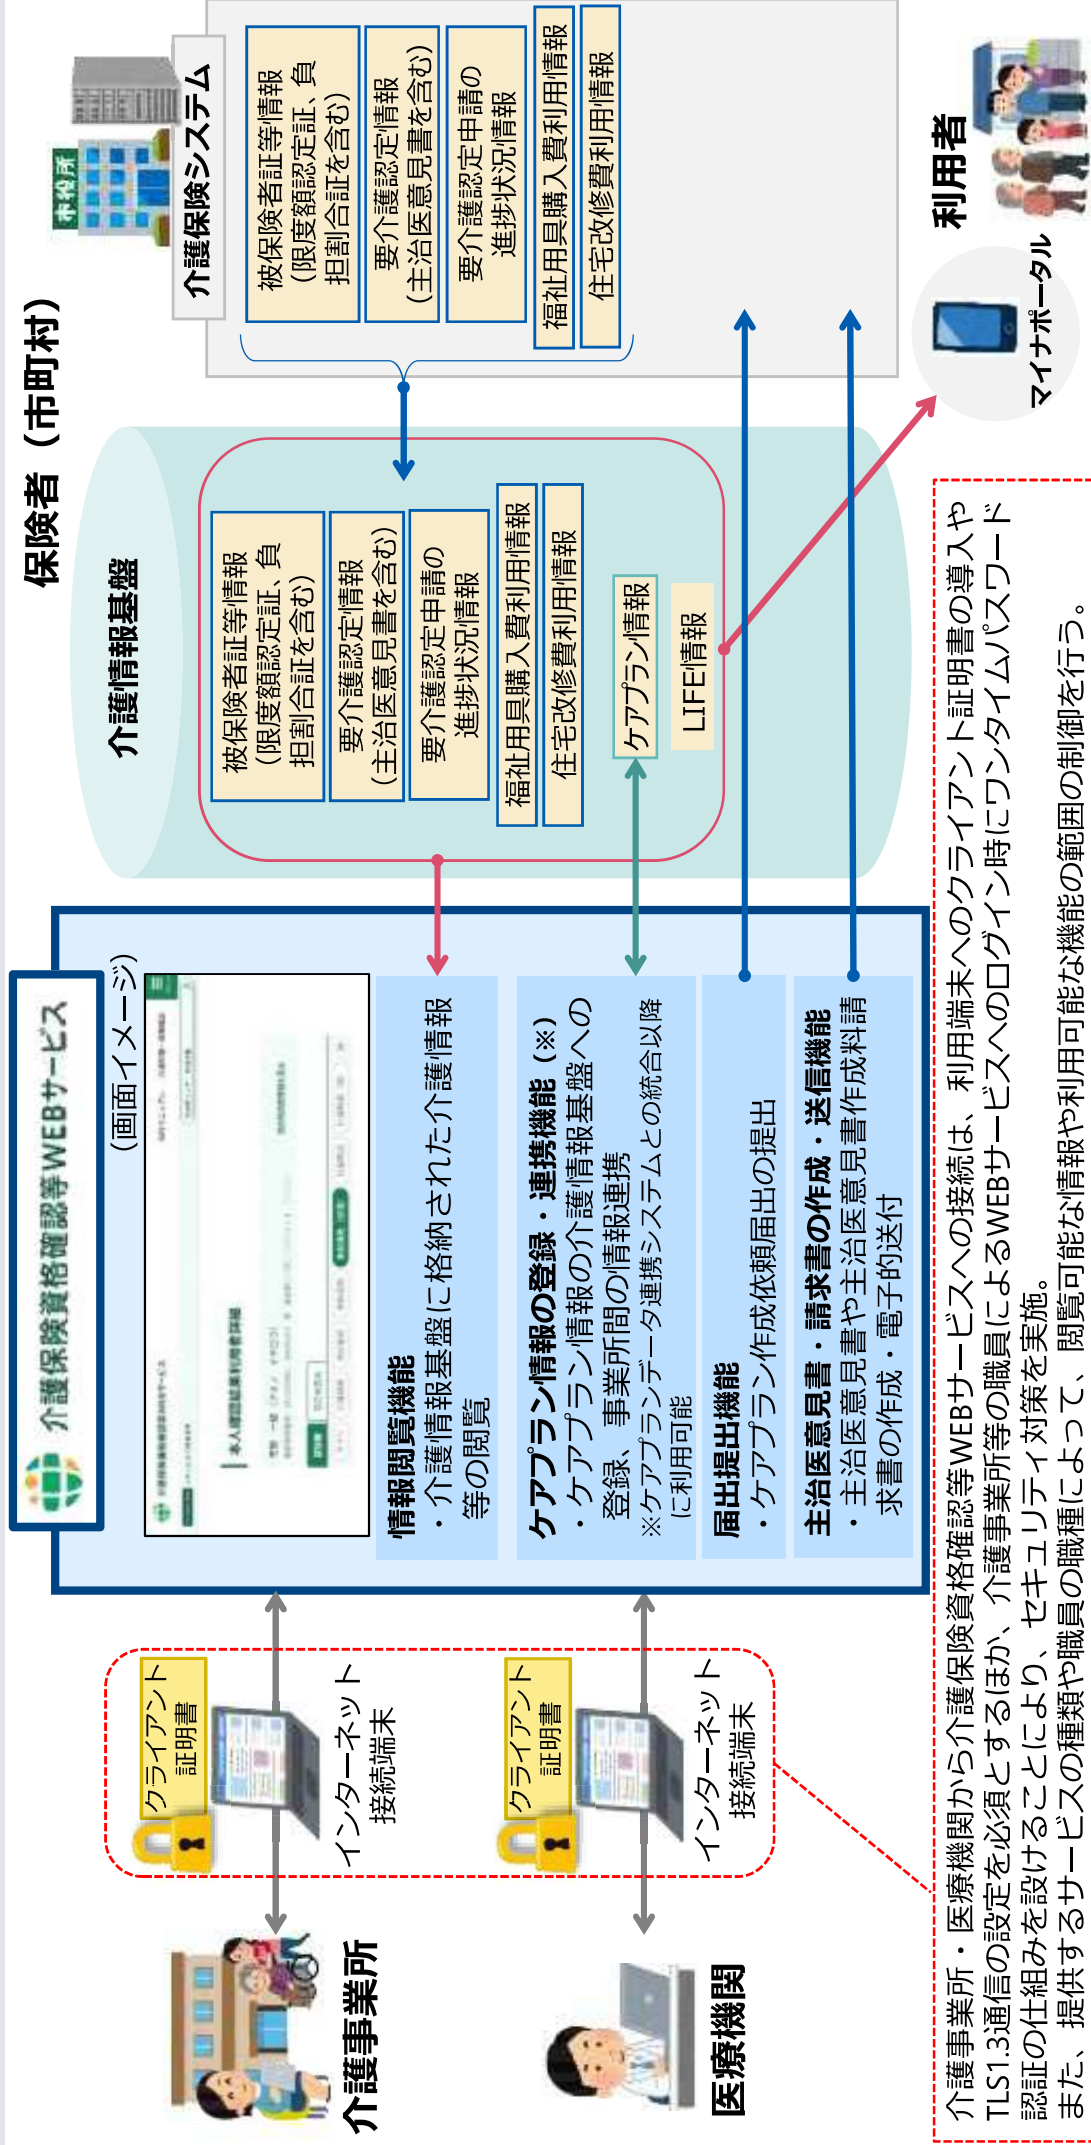 保険者（市町村）
市役所
介護保険システム
被保険者証等情報
（限度額認定証、負
担割合証を含む）
要介護認定情報
（主治医意見書を含む）
要介護認定申請の
進捗状況情報
福祉用具購入費利用情報
住宅改修費利用情報
利用者
マイナポータル
介護情報基盤
被保険者証等情報
（限度額認定証、負
担割合証を含む）
要介護認定情報
（主治医意見書を含む）
要介護認定申請の
進捗状況情報
福祉用具購入費利用情報
住宅改修費利用情報
ケアプラン情報
LIFE情報
介護保険資格確認等WEBサービス
（画面イメージ）
本人確認結果利用者詳細
情報閲覧機能
・介護情報基盤に格納された介護情報
等の閲覧
ケアプラン情報の登録・連携機能（※）
・ケアプラン情報の介護情報基盤への
登録、事業所間の情報連携
※ケアプランデータ連携システムとの統合以降
に利用可能
届出提出機能
・ケアプラン作成依頼届出の提出
主治医意見書・請求書の作成・送信機能
・主治医意見書や主治医意見書作成料請
求書の作成・電子的送付
クライアント
証明書
インターネット
接続端末
クライアント
証明書
インターネット
接続端末
介護事業所
医療機関
介護事業所・医療機関から介護保険資格確認等WEBサービスへの接続は、利用端末へのクライアント証明書の導入や
TLS1.3通信の設定を必須とするほか、介護事業所等の職員によるWEBサービスへのログイン時にワンタイムパスワード
認証の仕組みを設けることにより、セキュリティ対策を実施。
また、提供するサービスの種類や職員の職種によって、閲覧可能な情報や利用可能な機能の範囲の制御を行う。